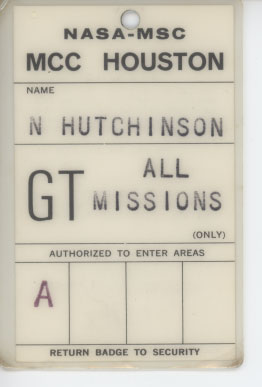 NASA-MSC
MCC HOUSTON
NAME
N HUTCHINSON
GT
ALL
MISSIONS
(ONLY)
AUTHORIZED TO ENTER AREAS
A
RETURN BADGE TO SECURITY